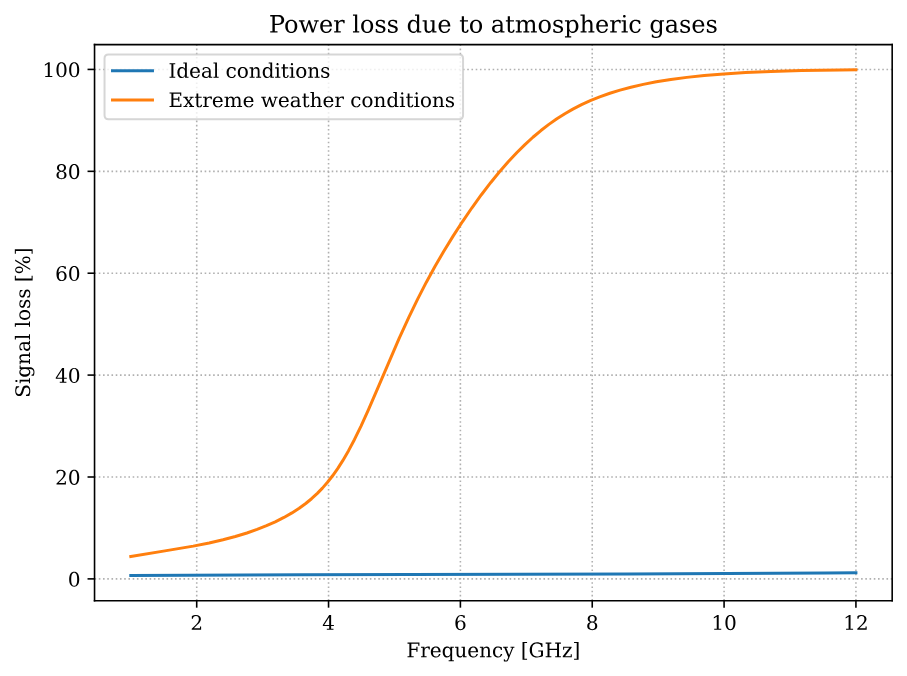 Power loss due to atmospheric gases
Ideal conditions
Extreme weather conditions
Signal loss [%]
100
80
60
40
20
0
2 4 6 8 10 12
Frequency [GHz]